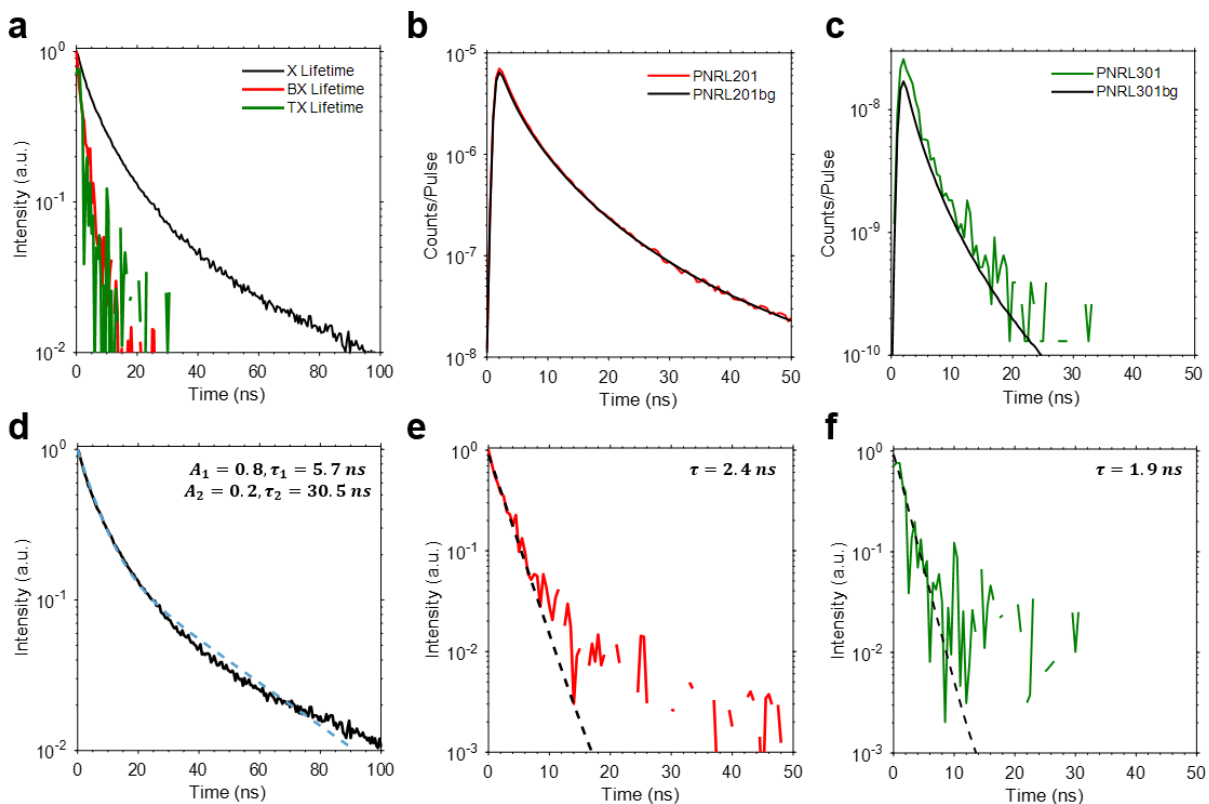 a
10^0
10^-1
10^-2
Intensity (a.u.)
X Lifetime
BX Lifetime
TX Lifetime
0 20 40 60 80 100
Time (ns)
b
10^-5
10^-6
10^-7
10^-8
Counts/Pulse
PNRL201
PNRL201bg
0 10 20 30 40 50
Time (ns)
c
10^-8
10^-9
10^-10
Counts/Pulse
PNRL301
PNRL301bg
0 10 20 30 40 50
Time (ns)
d
10^0
10^-1
10^-2
Intensity (a.u.)
A₁ = 0.8, τ₁ = 5.7 ns
A₂ = 0.2, τ₂ = 30.5 ns
0 20 40 60 80 100
Time (ns)
e
10^0
10^-1
10^-2
10^-3
Intensity (a.u.)
τ = 2.4 ns
0 10 20 30 40 50
Time (ns)
f
10^0
10^-1
10^-2
10^-3
Intensity (a.u.)
τ = 1.9 ns
0 10 20 30 40 50
Time (ns)